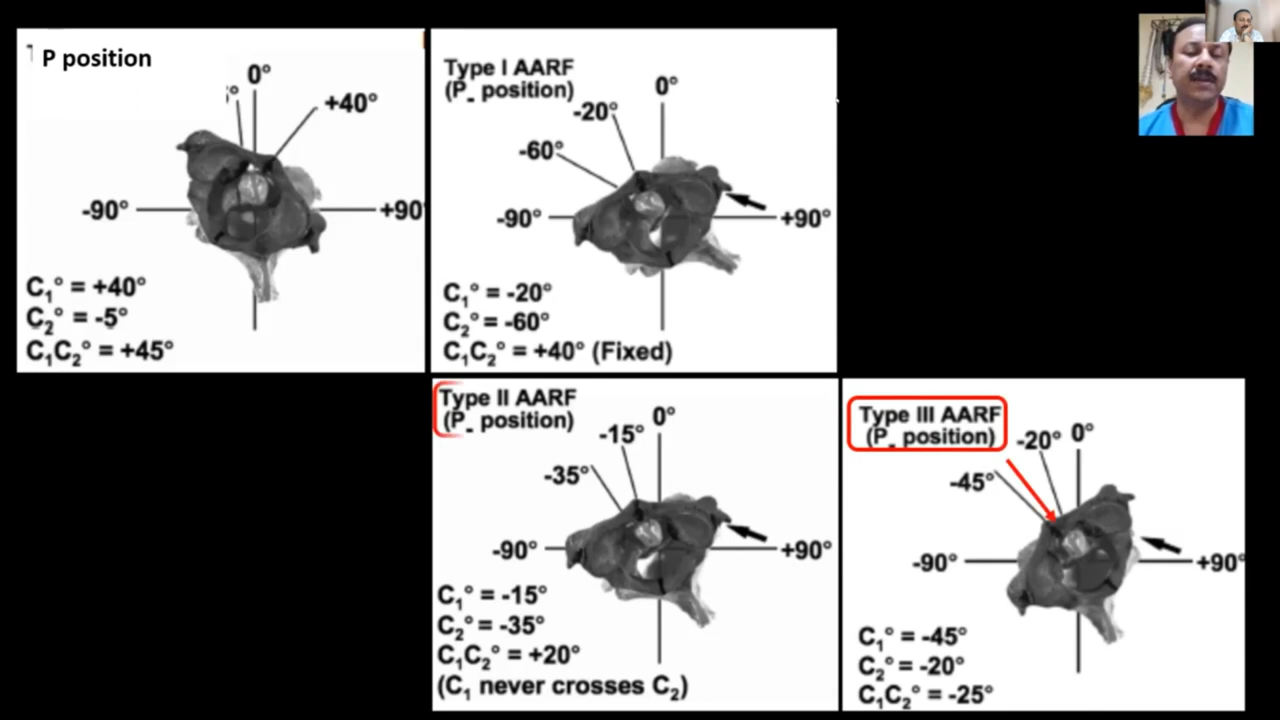 P position
0°
+40°
-90°
+90
C₁° = +40°
C₂° = -5°
C₁C₂° = +45°
Type I AARF
(P_ position)
0°
-20°
-60°
-90°
+90°
C₁° = -20°
C₂° = -60°
C₁C₂° = +40° (Fixed)
Type II AARF
(P_ position)
0°
-15°
-35°
-90°
+90°
C₁° = -15°
C₂° = -35°
C₁C₂° = +20°
(C₁ never crosses C₂)
Type III AARF
(P_ position)
-20°
0°
-45°
-90°
+90°
C₁° = -45°
C₂° = -20°
C₁C₂° = -25°